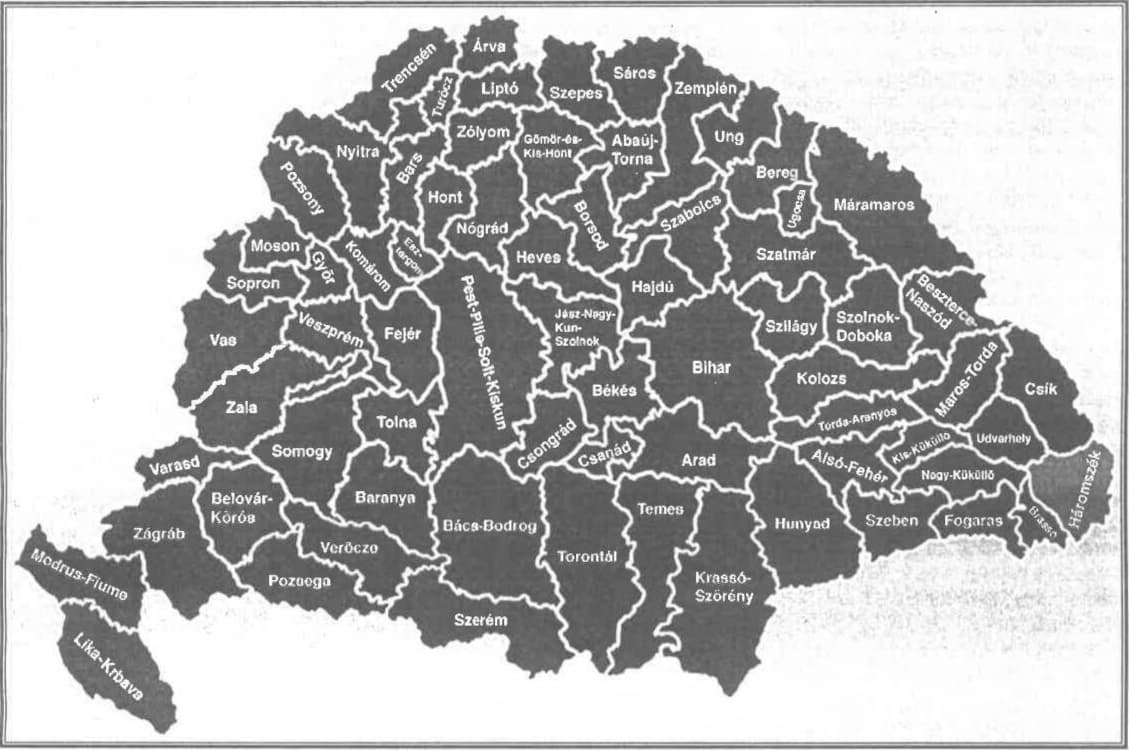 Árva
Trencsén
Turócz
Liptó
Szepes
Sáros
Zemplén
Zólyom
Gömör-és-
Kis-Hont
Abaúj-
Torna
Ung
Nyitra
Bars
Bereg
Pozsony
Hont
Borsod
Szabolcs
Ugocsa
Máramaros
Nógrád
Moson
Győr
Komárom
Esz-
tergom
Heves
Szatmár
Sopron
Hajdú
Besztercze-
Naszód
Vas
Veszprém
Fejér
Pest-Pilis-Solt-Kiskun
Jász-Nagy-
Kun-
Szolnok
Szilágy
Szolnok-
Doboka
Bihar
Kolozs
Maros-Torda
Csík
Zala
Békés
Tolna
Torda-Aranyos
Somogy
Csongrád
Csanád
Arad
Kis-Küküllő
Udvarhely
Varasd
Alsó-Fehér
Nagy-Küküllő
Háromszék
Belovár-
Körös
Baranya
Zágráb
Bács-Bodrog
Temes
Hunyad
Szeben
Fogaras
Brassó
Verőcze
Torontál
Modrus-Fiume
Pozsega
Krassó-
Szörény
Szerém
Lika-Krbava